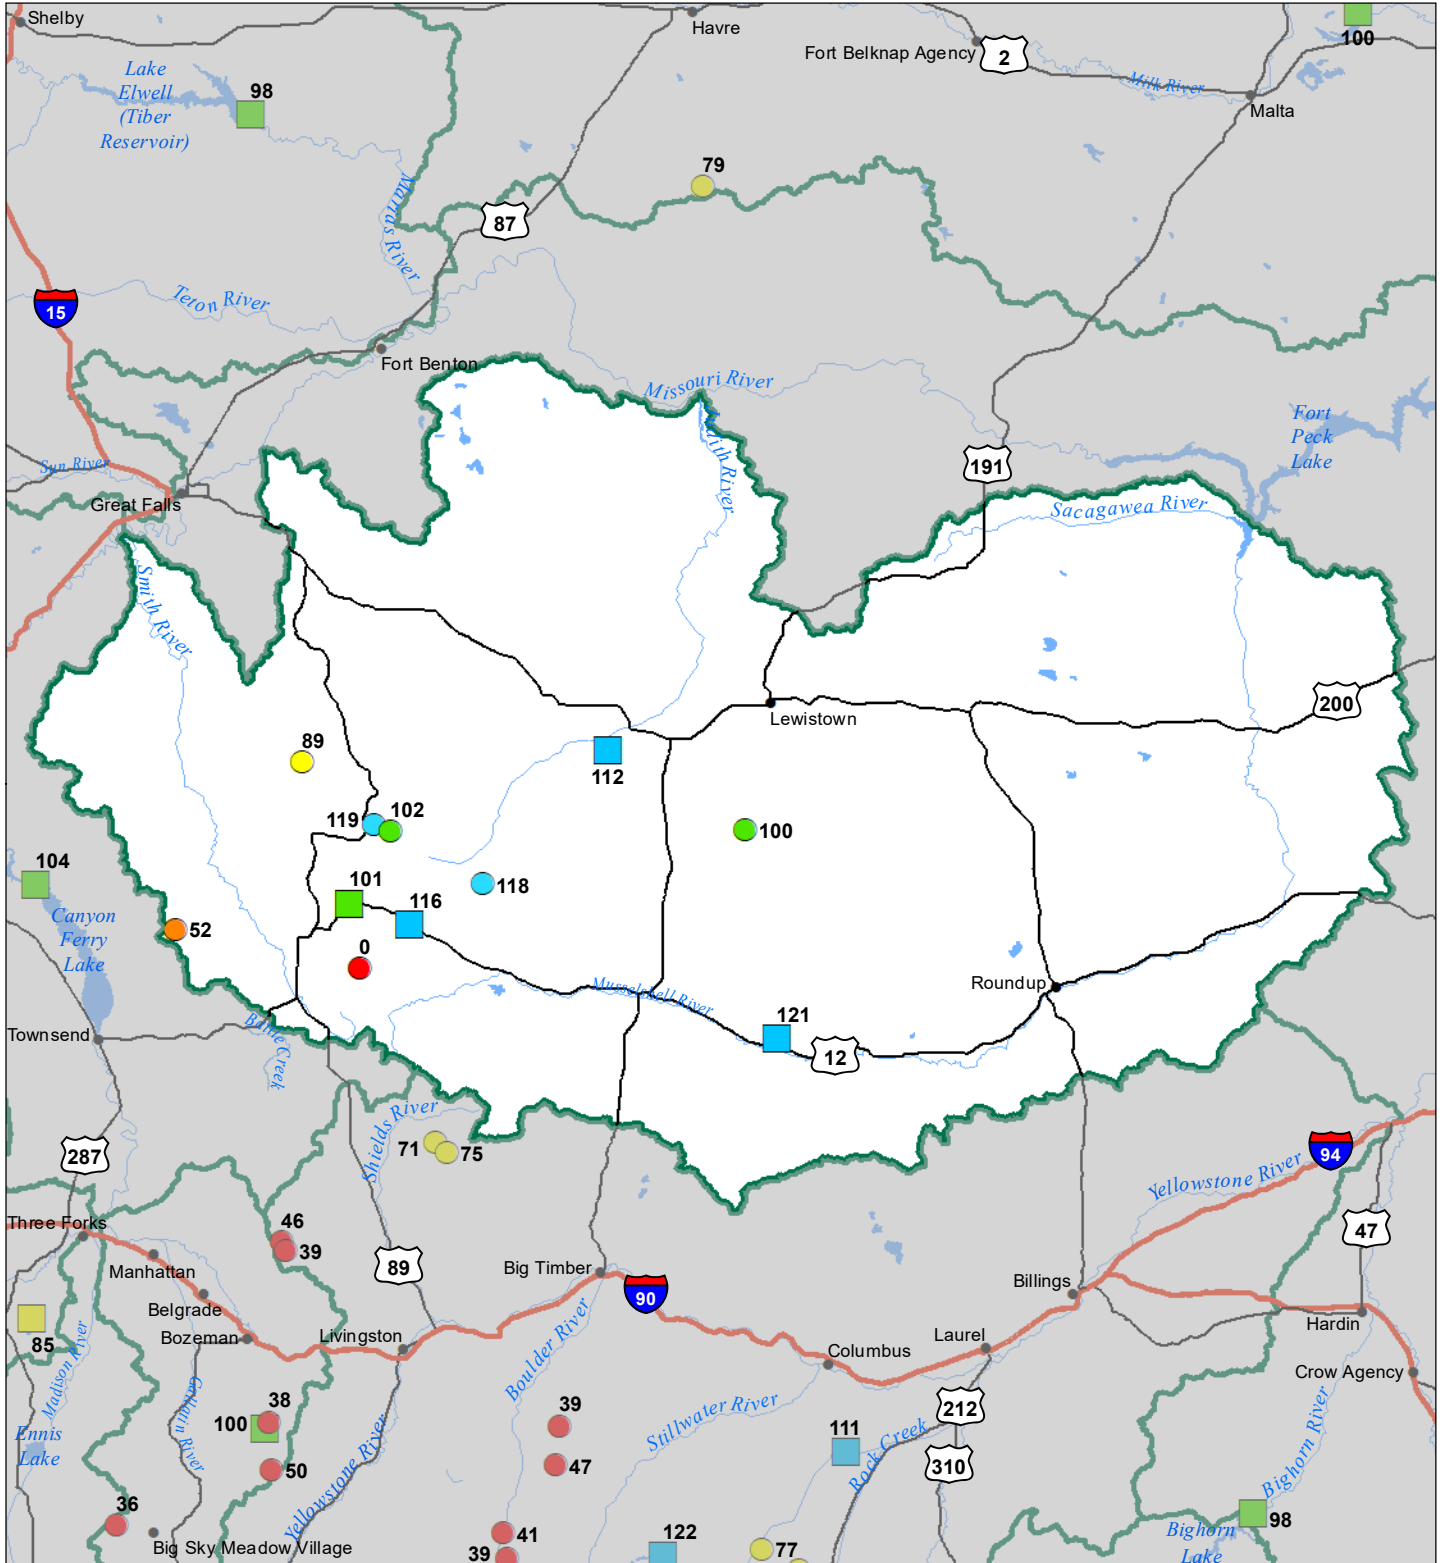 Shelby
Havre
Fort Belknap Agency
2
100
Milk River
Malta
Lake
Elwell
(Tiber
Reservoir)
98
79
Marias River
87
Teton River
15
Fort Benton
Missouri River
Judith River
Fort
Peck
Lake
191
Sun River
Great Falls
Sacagawea River
Smith River
200
Lewistown
89
112
119
102
100
104
101
118
116
Canyon
Ferry
Lake
52
0
Roundup
Musselshell River
121
12
Townsend
Battle Creek
Shields River
71
75
287
94
Yellowstone River
Three Forks
46
39
47
89
Manhattan
Big Timber
90
Billings
Belgrade
Bozeman
Livingston
Hardin
85
Madison River
Laurel
Columbus
Crow Agency
Boulder River
Gallatin River
38
100
39
Stillwater River
212
111
Rock Creek
Ennis
Lake
50
47
310
Bighorn River
Yellowstone River
36
41
122
98
Big Sky Meadow Village
39
77
Bighorn
Lake